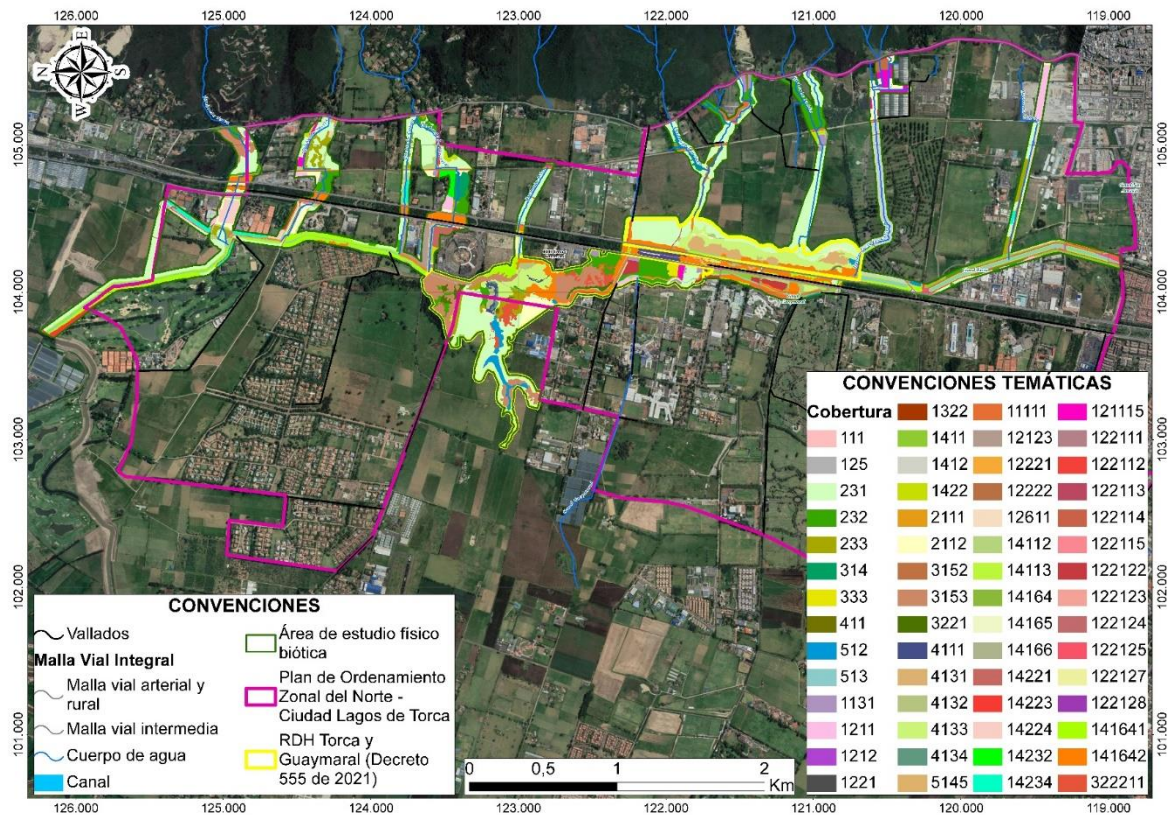 126.000 125.000 124.000 123.000 122.000 121.000 120.000 119.000
N E S W
105.000 105.000
104.000 104.000
103.000 103.000
102.000 102.000
101.000 101.000
CONVENCIONES
Vallados
Malla Vial Integral
Malla vial arterial y
rural
Malla vial intermedia
Cuerpo de agua
Canal
Área de estudio físico
biótica
Plan de Ordenamiento
Zonal del Norte -
Ciudad Lagos de Torca
RDH Torca y
Guaymaral (Decreto
555 de 2021)
0 0,5 1 2
Km
CONVENCIONES TEMÁTICAS
Cobertura
111
125
231
232
233
314
333
411
512
513
1131
1211
1212
1221
1322
1411
1412
1422
2111
2112
3152
3153
3221
4111
4131
4132
4133
4134
5145
11111
12123
12221
12222
12611
14112
14113
14164
14165
14166
14221
14223
14224
14232
14234
121115
122111
122112
122113
122114
122115
122122
122123
122124
122125
122127
122128
141641
141642
322211
126.000 125.000 124.000 123.000 122.000 121.000 120.000 119.000